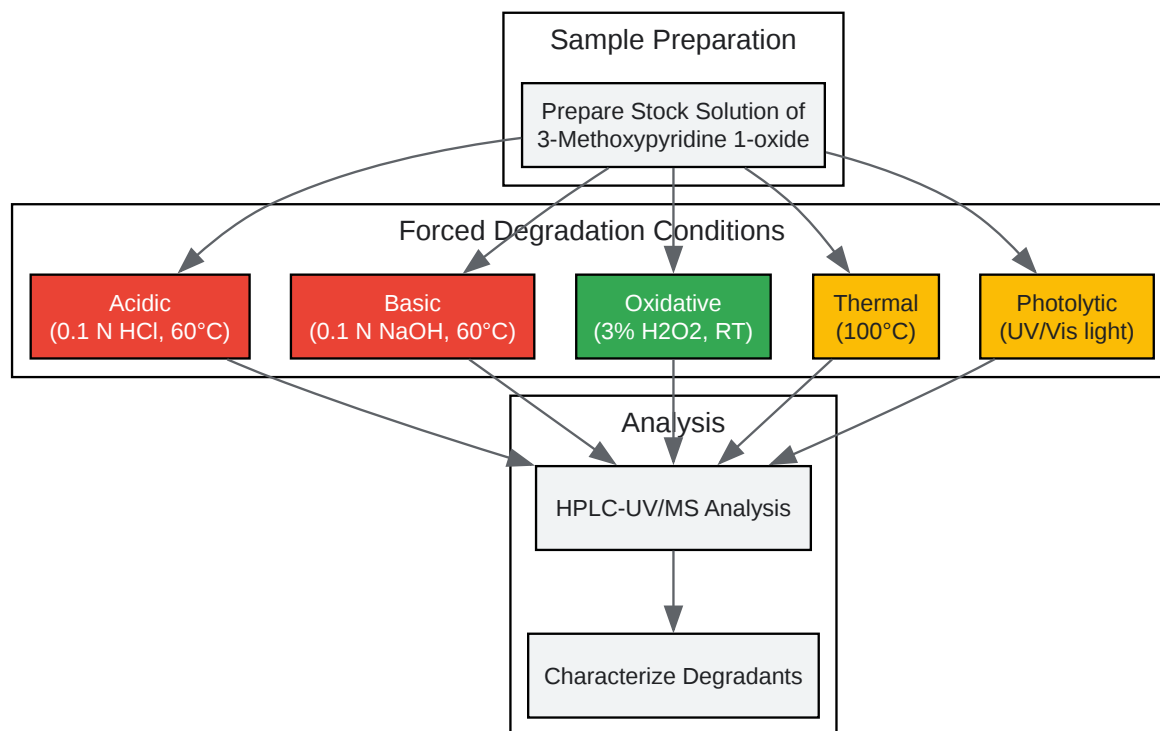 Sample Preparation
Prepare Stock Solution of
3-Methoxypyridine 1-oxide
Forced Degradation Conditions
Acidic
(0.1 N HCl, 60°C)
Basic
(0.1 N NaOH, 60°C)
Oxidative
(3% H2O2, RT)
Thermal
(100°C)
Photolytic
(UV/Vis light)
Analysis
HPLC-UV/MS Analysis
Characterize Degradants